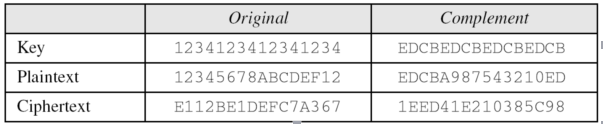 Original Complement
Key 1234123412341234 EDCBEDCBEDCBEDCB
Plaintext 12345678ABCDEF12 EDCBA987543210ED
Ciphertext E112BE1DEFC7A367 1EED41E210385C98